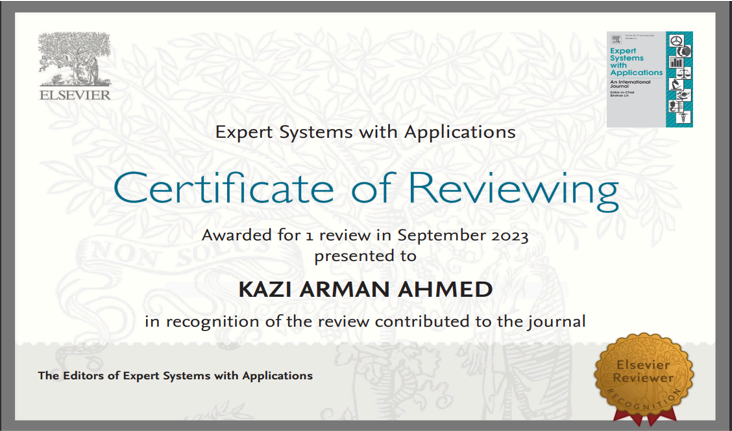 ELSEVIER
Expert
Systems
with
Applications
An International
Journal
Expert Systems with Applications
Certificate of Reviewing
Awarded for 1 review in September 2023
presented to
NON SOLUS
KAZI ARMAN AHMED
in recognition of the review contributed to the journal
The Editors of Expert Systems with Applications
Elsevier
Reviewer
RECOGNITION